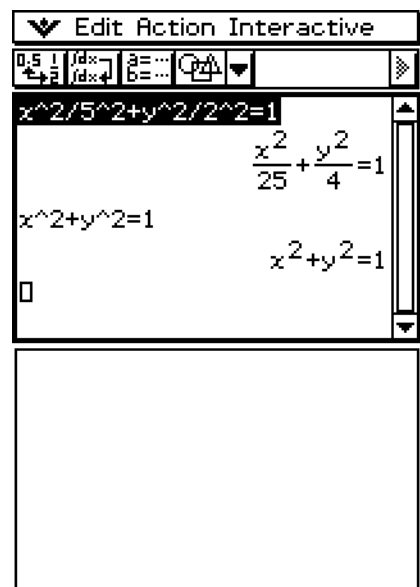 Edit Action Interactive
x^2/5^2+y^2/2^2=1
x²/25+y²/4=1
x^2+y^2=1
x²+y²=1